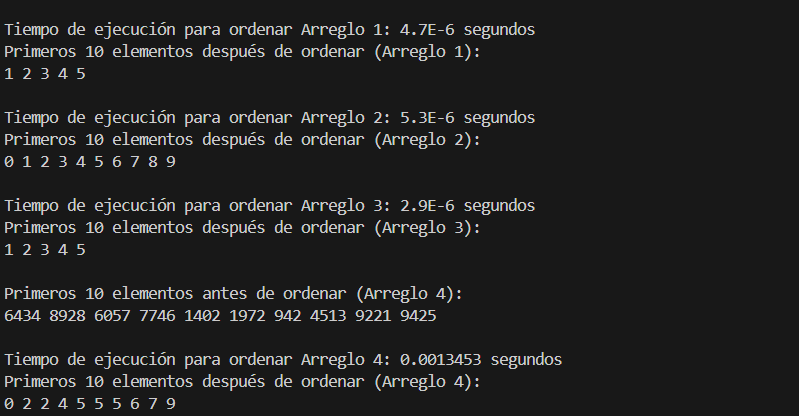 Tiempo de ejecución para ordenar Arreglo 1: 4.7E-6 segundos
Primeros 10 elementos después de ordenar (Arreglo 1):
1 2 3 4 5
Tiempo de ejecución para ordenar Arreglo 2: 5.3E-6 segundos
Primeros 10 elementos después de ordenar (Arreglo 2):
0 1 2 3 4 5 6 7 8 9
Tiempo de ejecución para ordenar Arreglo 3: 2.9E-6 segundos
Primeros 10 elementos después de ordenar (Arreglo 3):
1 2 3 4 5
Primeros 10 elementos antes de ordenar (Arreglo 4):
6434 8928 6057 7746 1402 1972 942 4513 9221 9425
Tiempo de ejecución para ordenar Arreglo 4: 0.0013453 segundos
Primeros 10 elementos después de ordenar (Arreglo 4):
0 2 2 4 5 5 5 6 7 9